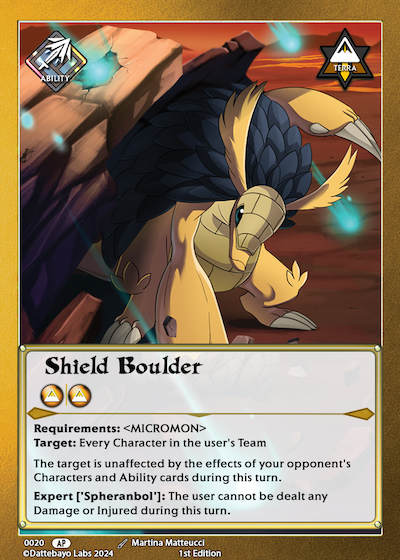 ABILITY
TERRA
Shield Boulder
Requirements: <MICROMON>
Target: Every Character in the user's Team
The target is unaffected by the effects of your opponent's
Characters and Ability cards during this turn.
Expert ['Spheranbol']: The user cannot be dealt any
Damage or Injured during this turn.
0020 AP Martina Matteucci
©Dattebayo Labs 2024 1st Edition